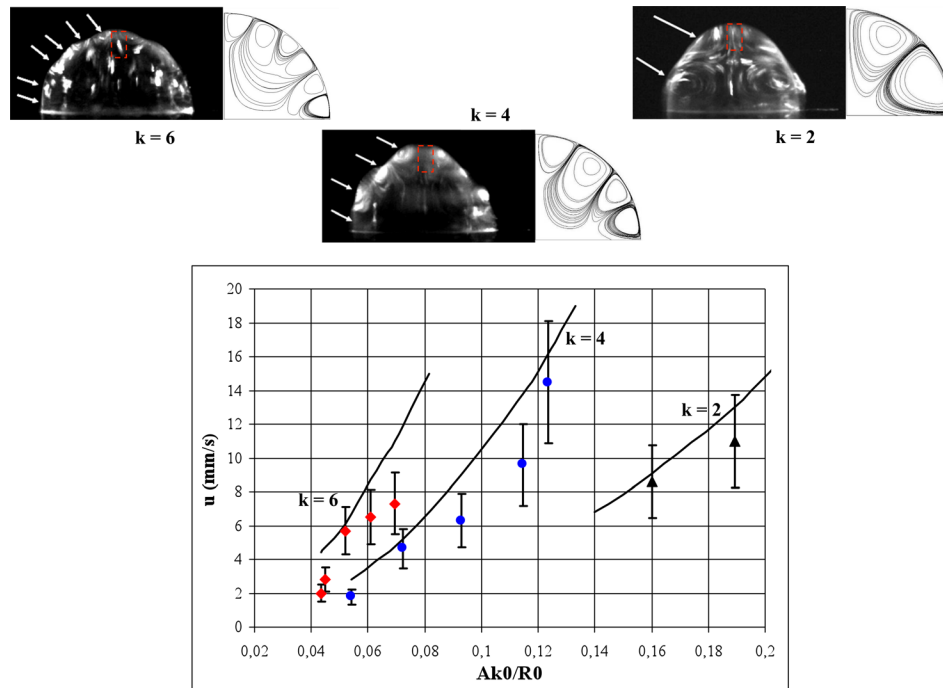 k = 6
k = 4
k = 2
u (mm/s)
20
18
16
14
12
10
8
6
4
2
0
k = 4
k = 2
k = 6
0,02 0,04 0,06 0,08 0,1 0,12 0,14 0,16 0,18 0,2
Ak0/R0